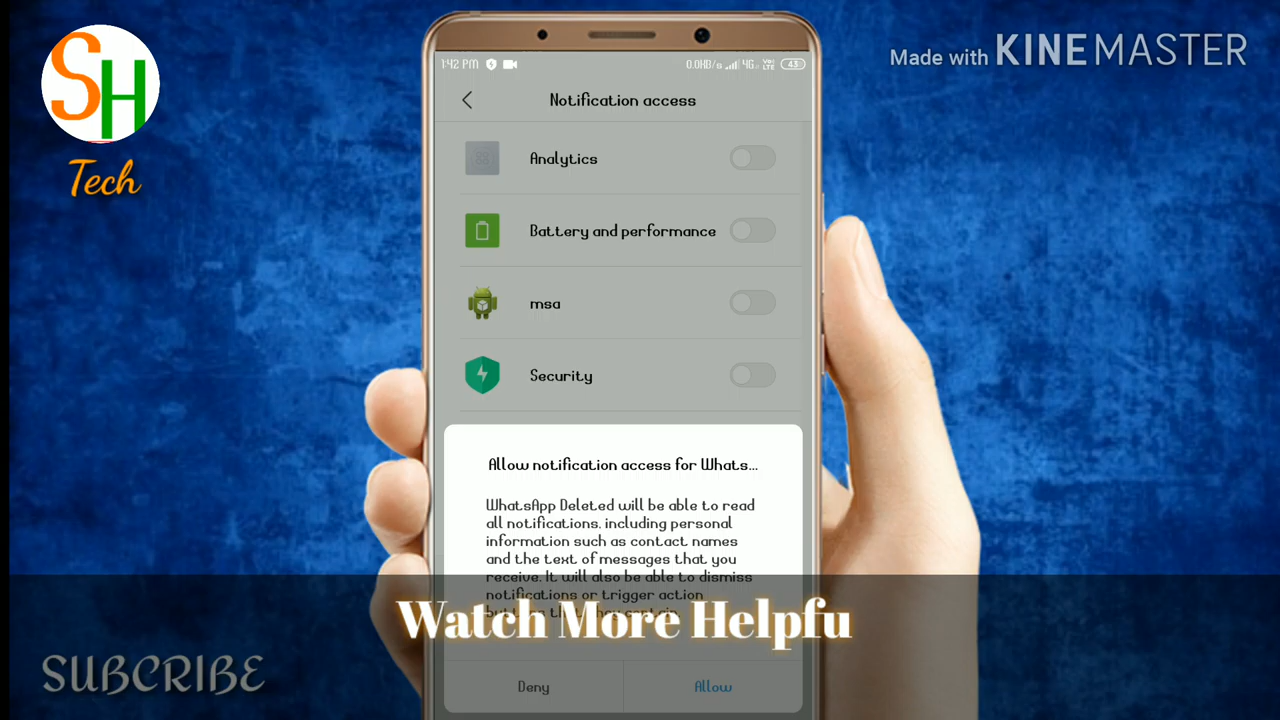 SH
Tech
Made with KINEMASTER
1:42 PM
0.0KB/s
4G
VoLTE
43
Notification access
Analytics
Battery and performance
msa
Security
Allow notification access for Whats...
WhatsApp Deleted will be able to read
all notifications, including personal
information such as contact names
and the text of messages that you
receive. It will also be able to dismiss
notifications or trigger action
Watch More Helpfu
SUBCRIBE
Deny
Allow